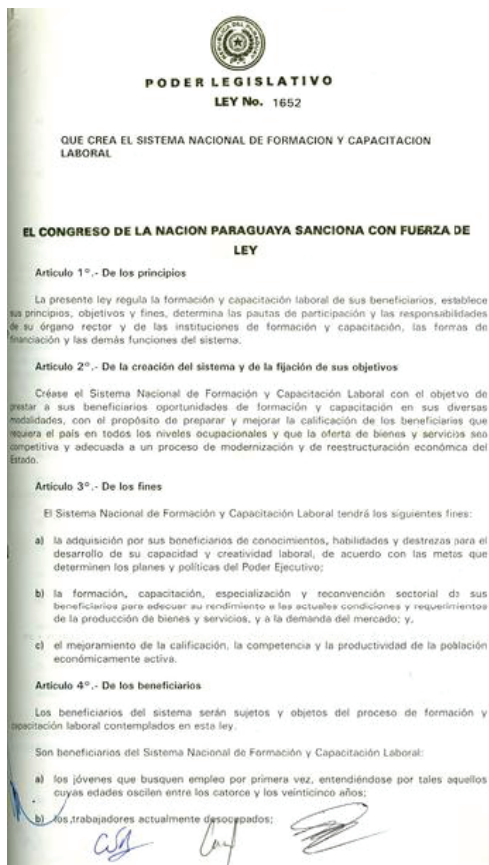 PODER LEGISLATIVO
LEY No. 1652
QUE CREA EL SISTEMA NACIONAL DE FORMACION Y CAPACITACION
LABORAL
EL CONGRESO DE LA NACION PARAGUAYA SANCIONA CON FUERZA DE
LEY
Artículo 1°.- De los principios
La presente ley regula la formación y capacitación laboral de sus beneficiarios, establece
sus principios, objetivos y fines, determina las pautas de participación y las responsabilidades
de su órgano rector y de las instituciones de formación y capacitación, las formas de
financiación y las demás funciones del sistema.
Artículo 2°.- De la creación del sistema y de la fijación de sus objetivos
Créase el Sistema Nacional de Formación y Capacitación Laboral con el objetvo de
prestar a sus beneficiarios oportunidades de formación y capacitación en sus diversas
modalidades, con el propósito de preparar y mejorar la calificación de los beneficiarios que
requiera el país en todos los niveles ocupacionales y que la oferta de bienes y servicios sea
competitiva y adecuada a un proceso de modernización y de reestructuración económica del
Estado.
Artículo 3°.- De los fines
El Sistema Nacional de Formación y Capacitación Laboral tendrá los siguientes fines:
a) la adquisición por sus beneficiarios de conocimientos, habilidades y destrezas para el
desarrollo de su capacidad y creatividad laboral, de acuerdo con las metas que
determinen los planes y políticas del Poder Ejecutivo;
b) la formación, capacitación, especialización y reconvención sectorial de sus
beneficiarios para adecuar su rendimiento a las actuales condiciones y requerimientos
de la producción de bienes y servicios, y a la demanda del mercado; y,
c) el mejoramiento de la calificación, la competencia y la productividad de la población
económicamente activa.
Artículo 4°.- De los beneficiarios
Los beneficiarios del sistema serán sujetos y objetos del proceso de formación y
capacitación laboral contemplados en esta ley.
Son beneficiarios del Sistema Nacional de Formación y Capacitación Laboral:
a) los jóvenes que busquen empleo por primera vez, entendiéndose por tales aquellos
cuyas edades oscilen entre los catorce y los veinticinco años;
b) los trabajadores actualmente desocupados;